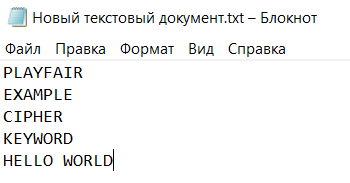 Новый текстовый документ.txt – Блокнот
Файл Правка Формат Вид Справка
PLAYFAIR
EXAMPLE
CIPHER
KEYWORD
HELLO WORLD